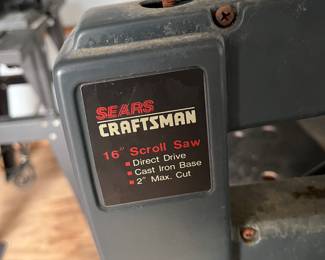 SEARS
CRAFTSMAN
16" Scroll Saw
▪ Direct Drive
▪ Cast Iron Base
▪ 2" Max. Cut